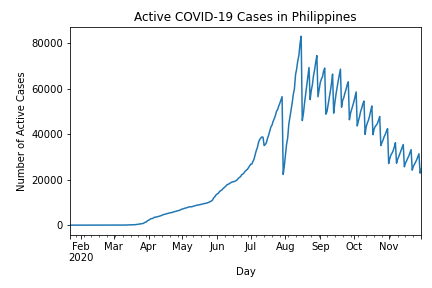 Active COVID-19 Cases in Philippines
Number of Active Cases
80000
60000
40000
20000
0
Feb Mar Apr May Jun Jul Aug Sep Oct Nov
2020
Day